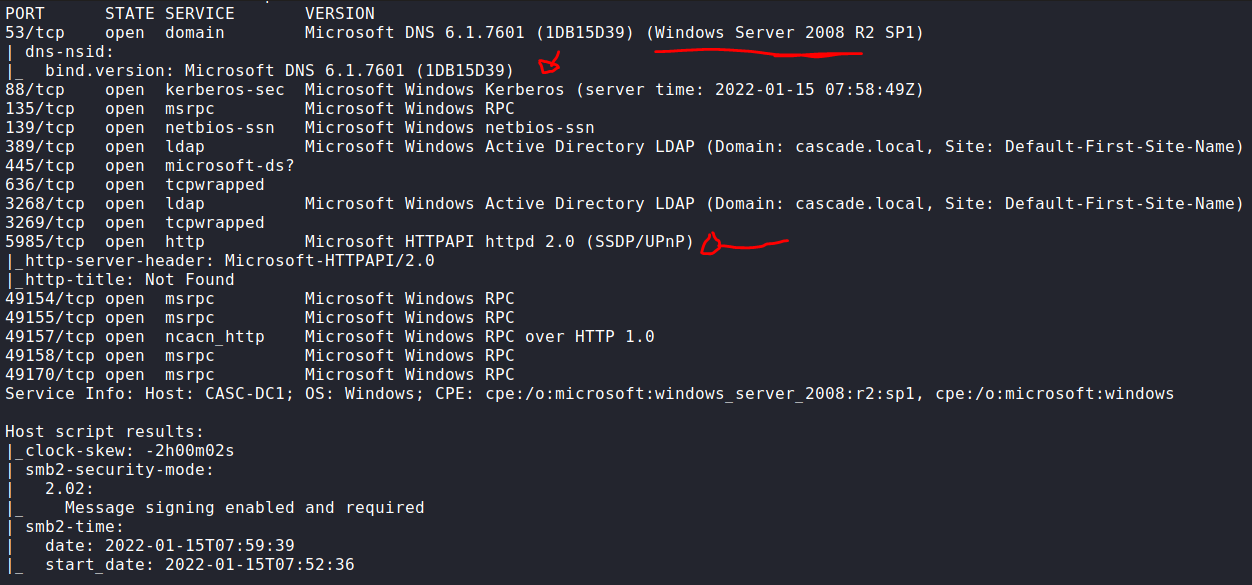 PORT      STATE SERVICE       VERSION
53/tcp    open  domain        Microsoft DNS 6.1.7601 (1DB15D39) (Windows Server 2008 R2 SP1)
| dns-nsid:
|_  bind.version: Microsoft DNS 6.1.7601 (1DB15D39)
88/tcp    open  kerberos-sec  Microsoft Windows Kerberos (server time: 2022-01-15 07:58:49Z)
135/tcp   open  msrpc         Microsoft Windows RPC
139/tcp   open  netbios-ssn   Microsoft Windows netbios-ssn
389/tcp   open  ldap          Microsoft Windows Active Directory LDAP (Domain: cascade.local, Site: Default-First-Site-Name)
445/tcp   open  microsoft-ds?
636/tcp   open  tcpwrapped
3268/tcp  open  ldap          Microsoft Windows Active Directory LDAP (Domain: cascade.local, Site: Default-First-Site-Name)
3269/tcp  open  tcpwrapped
5985/tcp  open  http          Microsoft HTTPAPI httpd 2.0 (SSDP/UPnP)
|_http-server-header: Microsoft-HTTPAPI/2.0
|_http-title: Not Found
49154/tcp open  msrpc         Microsoft Windows RPC
49155/tcp open  msrpc         Microsoft Windows RPC
49157/tcp open  ncacn_http    Microsoft Windows RPC over HTTP 1.0
49158/tcp open  msrpc         Microsoft Windows RPC
49170/tcp open  msrpc         Microsoft Windows RPC
Service Info: Host: CASC-DC1; OS: Windows; CPE: cpe:/o:microsoft:windows_server_2008:r2:sp1, cpe:/o:microsoft:windows
Host script results:
|_clock-skew: -2h00m02s
| smb2-security-mode:
|   2.02:
|_    Message signing enabled and required
| smb2-time:
|   date: 2022-01-15T07:59:39
|_  start_date: 2022-01-15T07:52:36